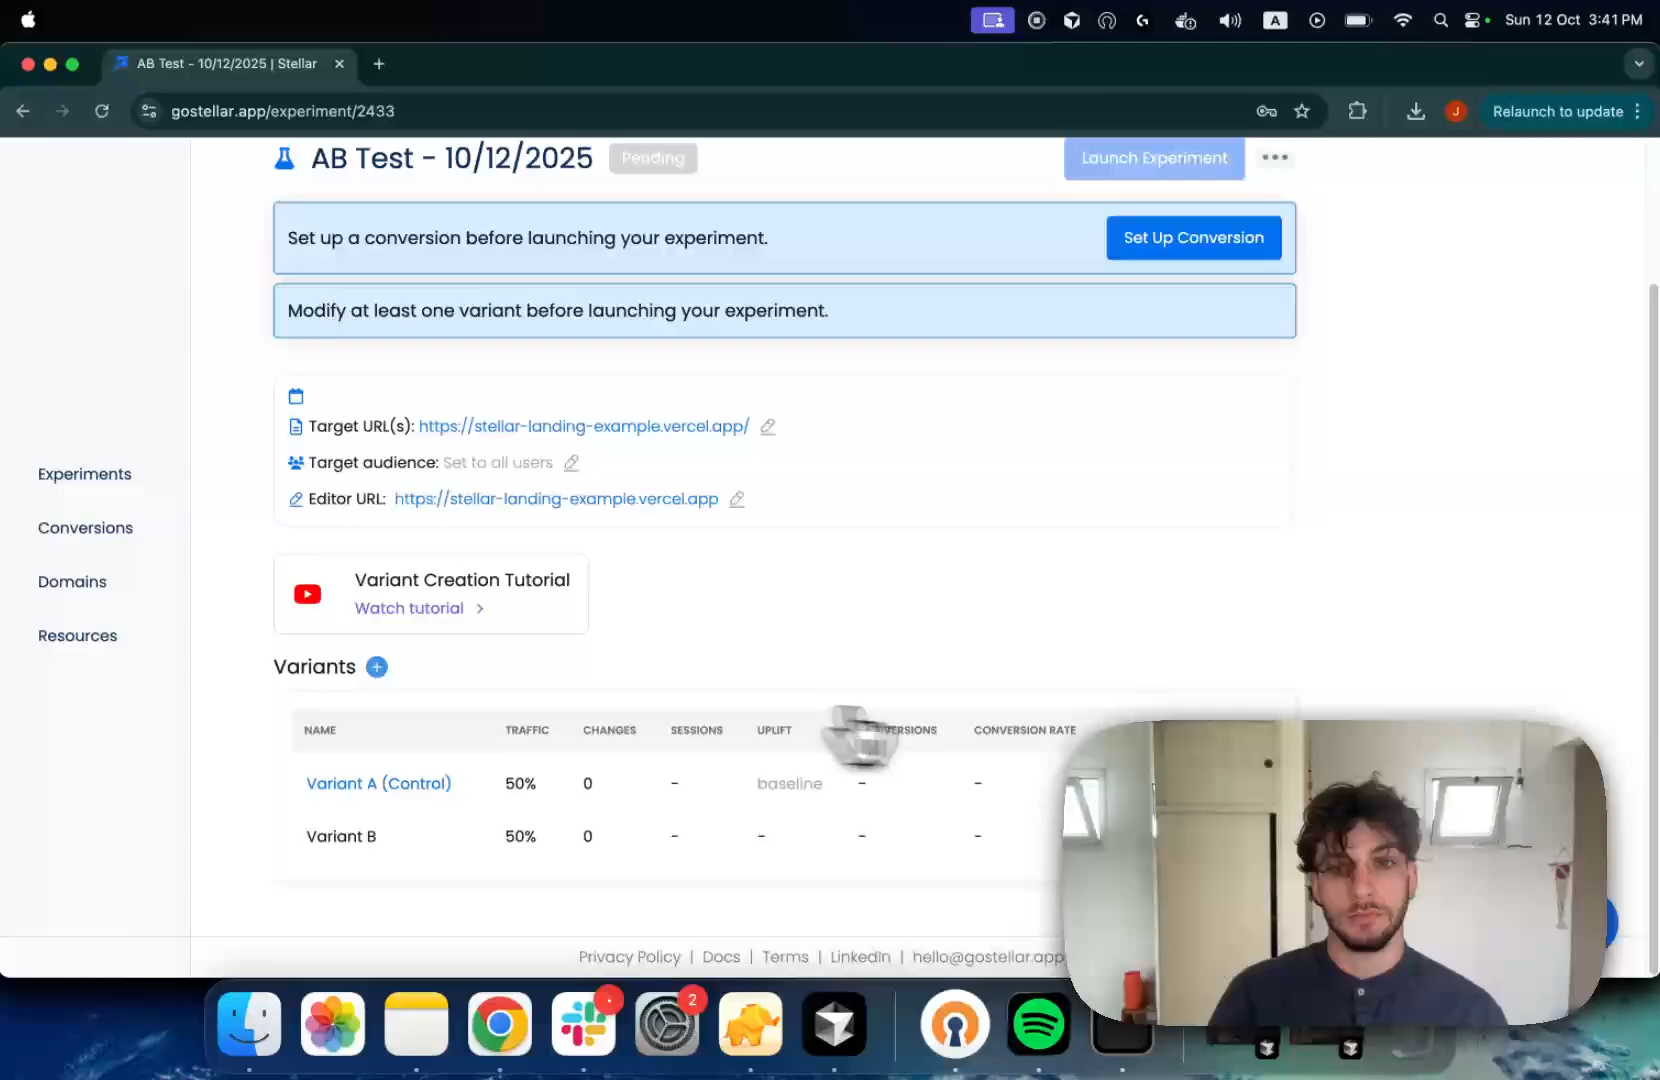 A
Sun 12 Oct 3:41 PM
AB Test - 10/12/2025 | Stellar
gostellar.app/experiment/2433
J
Relaunch to update
AB Test - 10/12/2025
Pending
Launch Experiment
Set up a conversion before launching your experiment.
Set Up Conversion
Modify at least one variant before launching your experiment.
Target URL(s): https://stellar-landing-example.vercel.app/
Target audience: Set to all users
Editor URL: https://stellar-landing-example.vercel.app
Experiments
Conversions
Domains
Resources
Variant Creation Tutorial
Watch tutorial
Variants
NAME TRAFFIC CHANGES SESSIONS UPLIFT VERSIONS CONVERSION RATE
Variant A (Control) 50% 0 - baseline - -
Variant B 50% 0 - - - -
Privacy Policy | Docs | Terms | LinkedIn | hello@gostellar.app
2